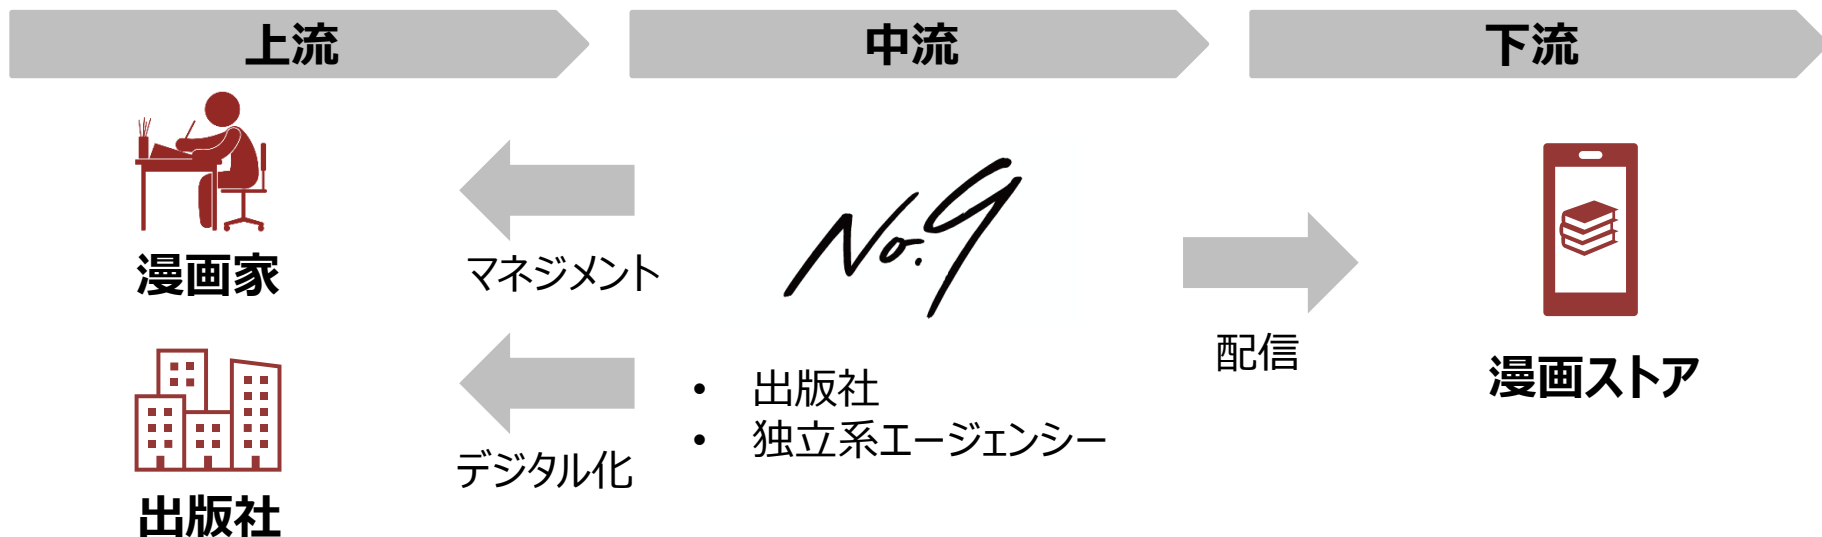 上流
中流
下流
漫画家
マネジメント
No.9
配信
漫画ストア
出版社
デジタル化
• 出版社
• 独立系エージェンシー